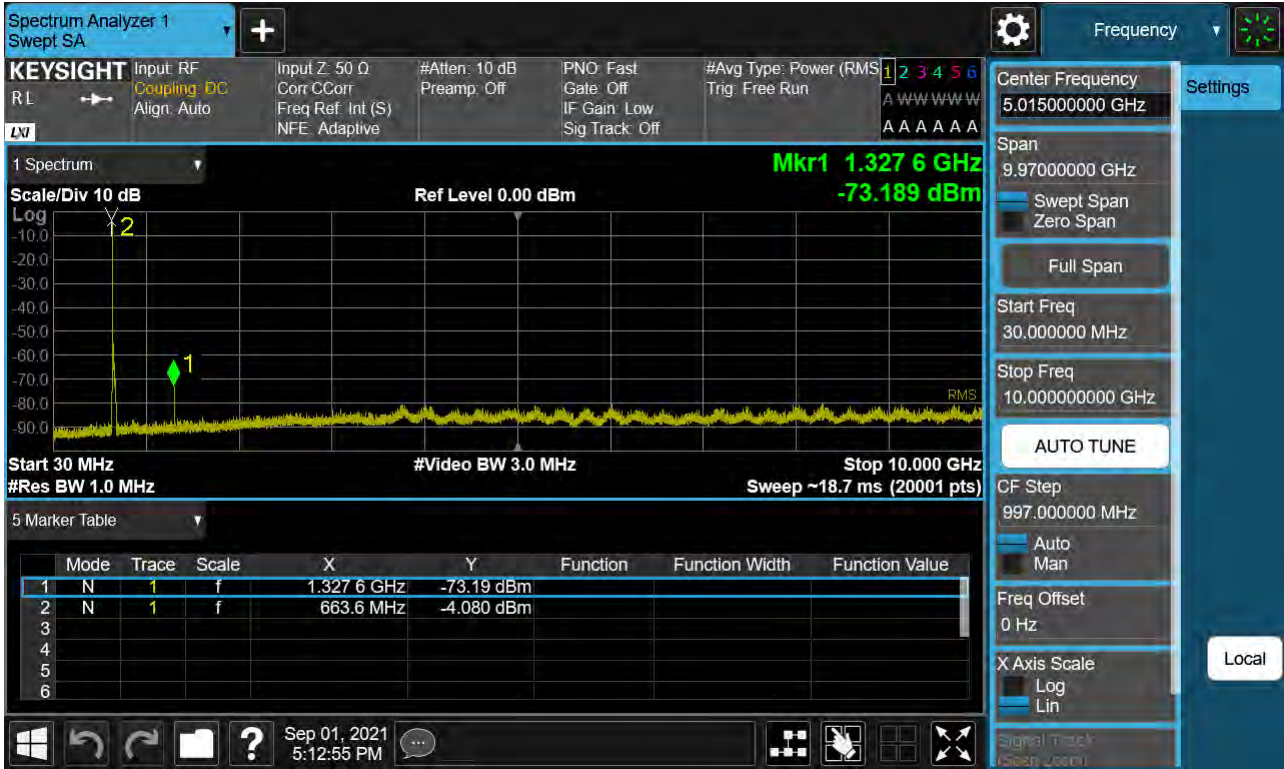 Spectrum Analyzer 1
Swept SA
Frequency
KEYSIGHT
R L
LXI
Input: RF
Coupling: DC
Align: Auto
Input Z: 50 Ω
Corr CCorr
Freq Ref: Int (S)
NFE: Adaptive
#Atten: 10 dB
Preamp: Off
PNO: Fast
Gate: Off
IF Gain: Low
Sig Track: Off
#Avg Type: Power (RMS
Trig: Free Run
1 2 3 4 5 6
A W W W W W
A A A A A A
1 Spectrum
Mkr1 1.327 6 GHz
-73.189 dBm
Scale/Div 10 dB
Ref Level 0.00 dBm
Log
-10.0
-20.0
-30.0
-40.0
-50.0
-60.0
-70.0
-80.0
-90.0
2
1
RMS
Start 30 MHz
#Video BW 3.0 MHz
Stop 10.000 GHz
#Res BW 1.0 MHz
Sweep ~18.7 ms (20001 pts)
5 Marker Table
Mode Trace Scale X Y Function Function Width Function Value
1 N 1 f 1.327 6 GHz -73.19 dBm
2 N 1 f 663.6 MHz -4.080 dBm
3
4
5
6
Sep 01, 2021
5:12:55 PM
Center Frequency
5.015000000 GHz
Span
9.97000000 GHz
Swept Span
Zero Span
Full Span
Start Freq
30.000000 MHz
Stop Freq
10.000000000 GHz
AUTO TUNE
CF Step
997.000000 MHz
Auto
Man
Freq Offset
0 Hz
X Axis Scale
Log
Lin
Signal Track
(Span Zoom)
Settings
Local